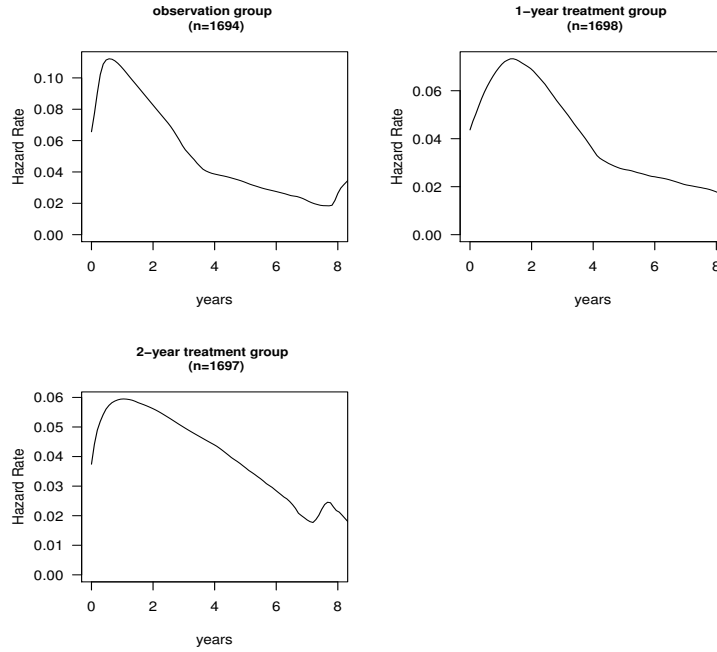 observation group
(n=1694)
Hazard Rate
0.10
0.08
0.06
0.04
0.02
0.00
0 2 4 6 8
years
1−year treatment group
(n=1698)
Hazard Rate
0.06
0.04
0.02
0.00
0 2 4 6 8
years
2−year treatment group
(n=1697)
Hazard Rate
0.06
0.05
0.04
0.03
0.02
0.01
0.00
0 2 4 6 8
years